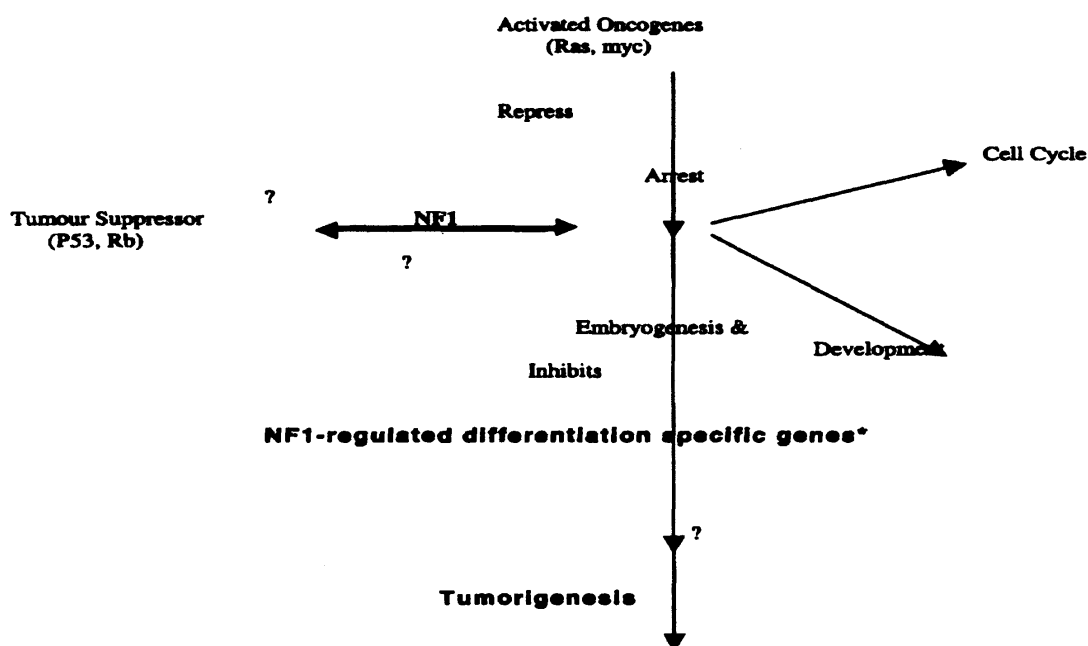 Activated Oncogenes
(Ras, myc)
Repress
Cell Cycle
Arrest
?
Tumour Suppressor
(P53, Rb)
NF1
?
Embryogenesis &
Development
Inhibits
NF1-regulated differentiation specific genes*
?
Tumorigenesis